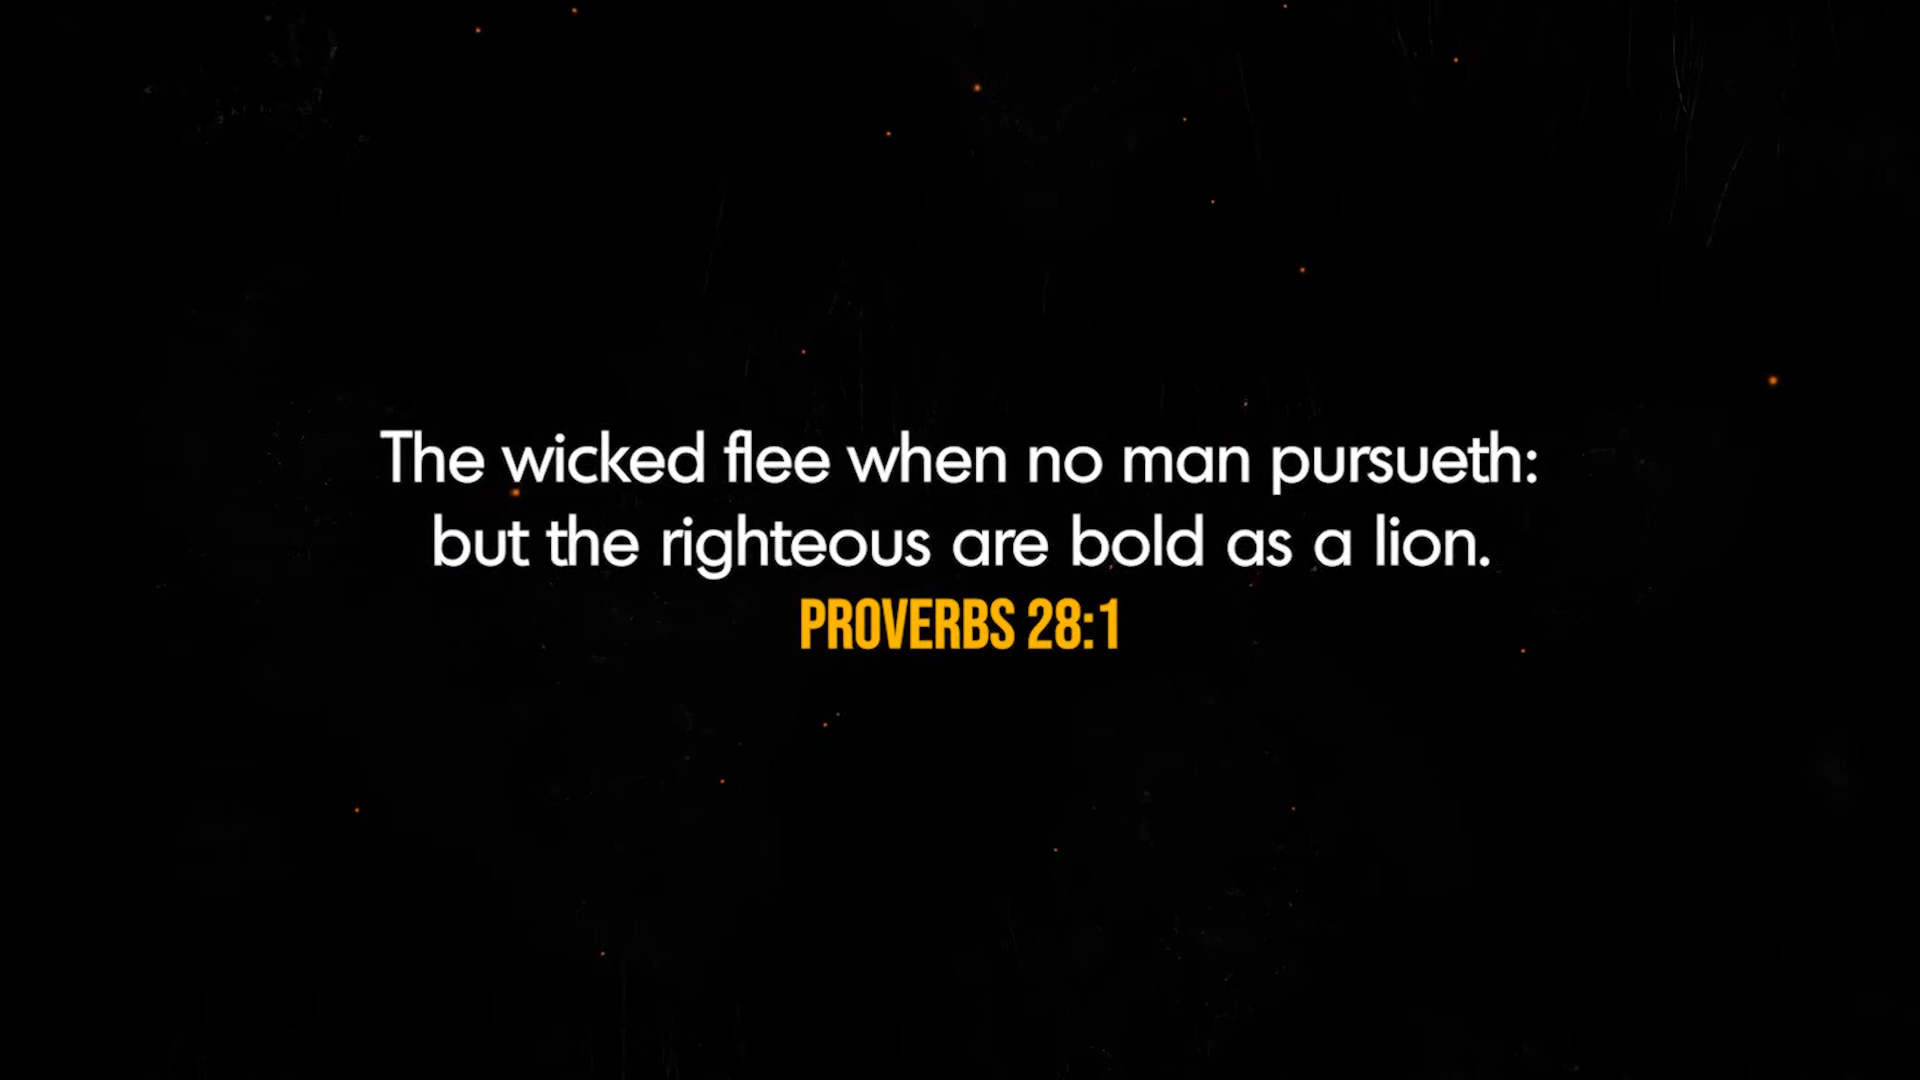 The wicked flee when no man pursueth:
but the righteous are bold as a lion.
PROVERBS 28:1